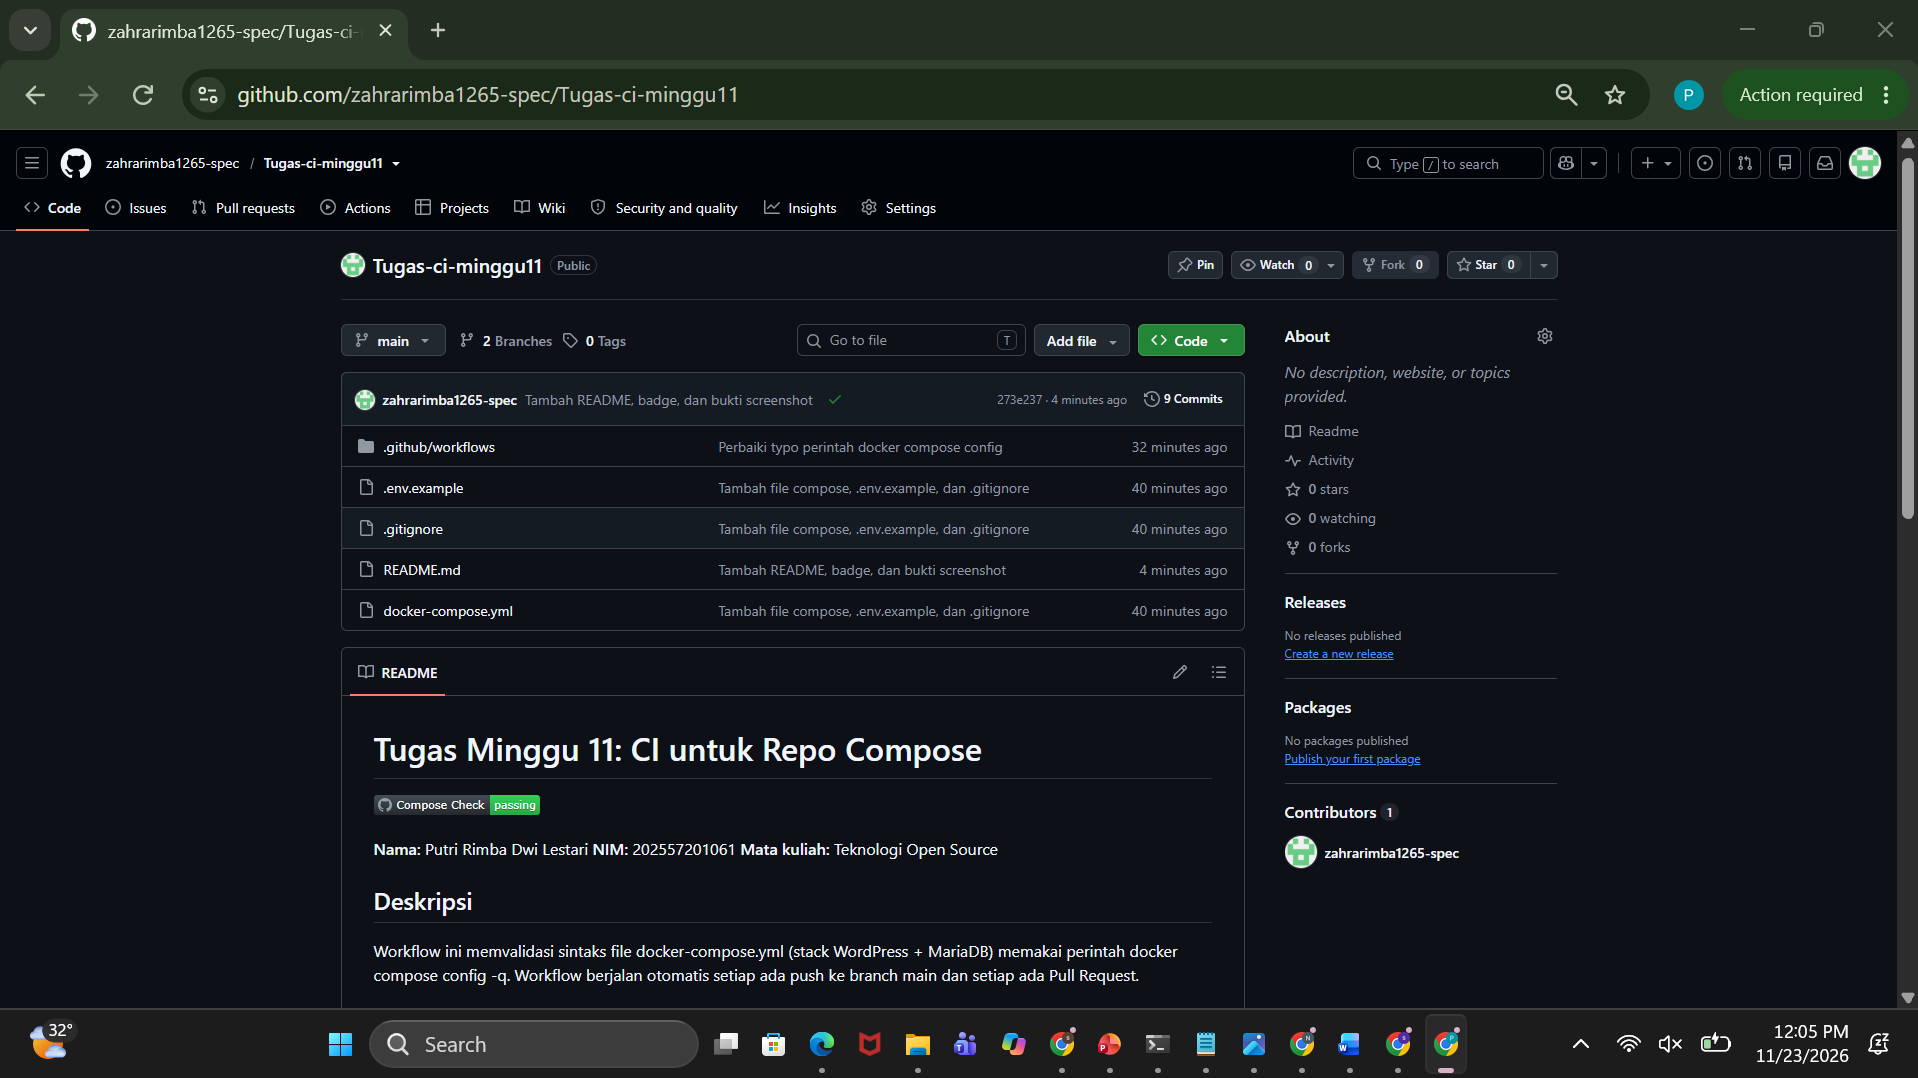 zahrarimba1265-spec/Tugas-ci-
github.com/zahrarimba1265-spec/Tugas-ci-minggu11
P
Action required
zahrarimba1265-spec / Tugas-ci-minggu11
Type / to search
Code Issues Pull requests Actions Projects Wiki Security and quality Insights Settings
Tugas-ci-minggu11 Public
Pin Watch 0 Fork 0 Star 0
main 2 Branches 0 Tags
Go to file T Add file Code
zahrarimba1265-spec Tambah README, badge, dan bukti screenshot 273e237 · 4 minutes ago 9 Commits
.github/workflows Perbaiki typo perintah docker compose config 32 minutes ago
.env.example Tambah file compose, .env.example, dan .gitignore 40 minutes ago
.gitignore Tambah file compose, .env.example, dan .gitignore 40 minutes ago
README.md Tambah README, badge, dan bukti screenshot 4 minutes ago
docker-compose.yml Tambah file compose, .env.example, dan .gitignore 40 minutes ago
README
Tugas Minggu 11: CI untuk Repo Compose
Compose Check passing
Nama: Putri Rimba Dwi Lestari NIM: 202557201061 Mata kuliah: Teknologi Open Source
Deskripsi
Workflow ini memvalidasi sintaks file docker-compose.yml (stack WordPress + MariaDB) memakai perintah docker
compose config -q. Workflow berjalan otomatis setiap ada push ke branch main dan setiap ada Pull Request.
About
No description, website, or topics
provided.
Readme
Activity
0 stars
0 watching
0 forks
Releases
No releases published
Create a new release
Packages
No packages published
Publish your first package
Contributors 1
zahrarimba1265-spec
32°
Search
12:05 PM
11/23/2026